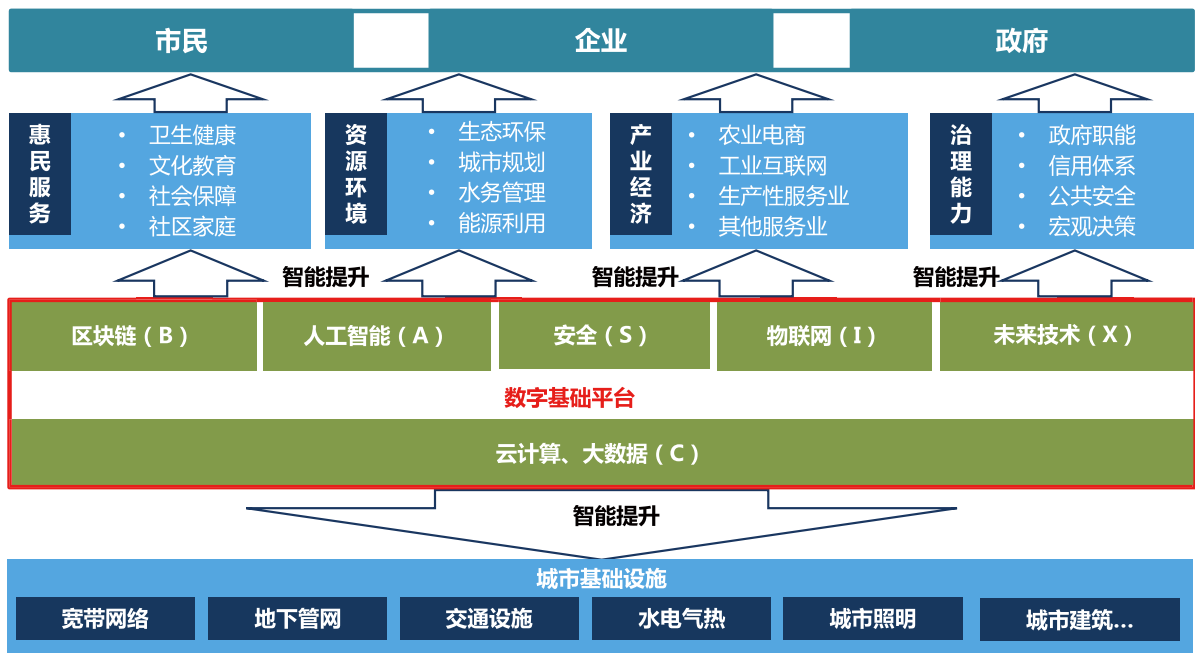 市民
企业
政府
惠民服务
• 卫生健康
• 文化教育
• 社会保障
• 社区家庭
资源环境
• 生态环保
• 城市规划
• 水务管理
• 能源利用
产业经济
• 农业电商
• 工业互联网
• 生产性服务业
• 其他服务业
治理能力
• 政府职能
• 信用体系
• 公共安全
• 宏观决策
智能提升
智能提升
智能提升
区块链（B）
人工智能（A）
安全（S）
物联网（I）
未来技术（X）
数字基础平台
云计算、大数据（C）
智能提升
城市基础设施
宽带网络
地下管网
交通设施
水电气热
城市照明
城市建筑...